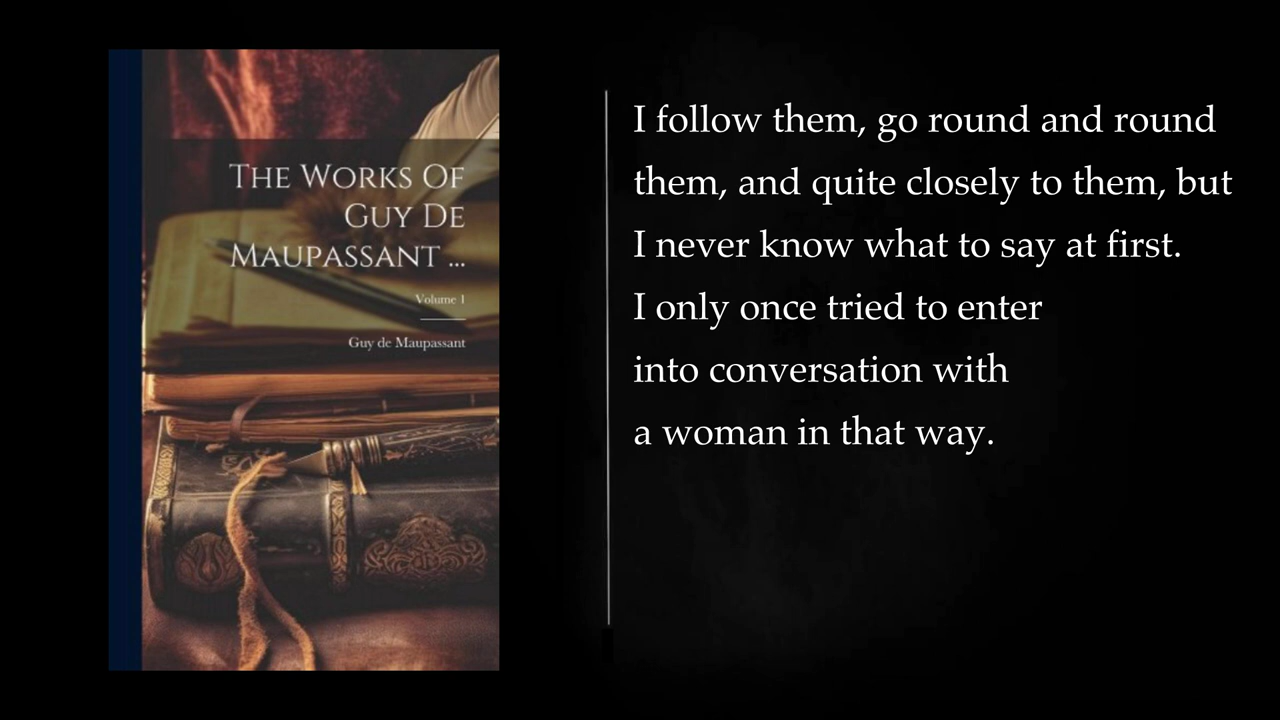 The Works Of
Guy De
Maupassant ...
Volume 1
Guy de Maupassant
I follow them, go round and round
them, and quite closely to them, but
I never know what to say at first.
I only once tried to enter
into conversation with
a woman in that way.